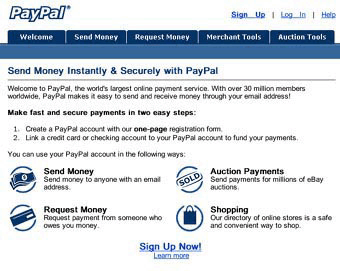 PayPal®
Sign Up | Log In | Help
Welcome Send Money Request Money Merchant Tools Auction Tools
Send Money Instantly & Securely with PayPal
Welcome to PayPal, the world's largest online payment service. With over 30 million members
worldwide, PayPal makes it easy to send and receive money through your email address!
Make fast and secure payments in two easy steps:
1. Create a PayPal account with our one-page registration form.
2. Link a credit card or checking account to your PayPal account to fund your payments.
You can use your PayPal account in the following ways:
Send Money
Send money to anyone with an email
address.
SOLD
Auction Payments
Send payments for millions of eBay
auctions.
Request Money
Request payment from someone who
owes you money.
Shopping
Our directory of online stores is a safe
and convenient way to shop.
Sign Up Now!
Learn more